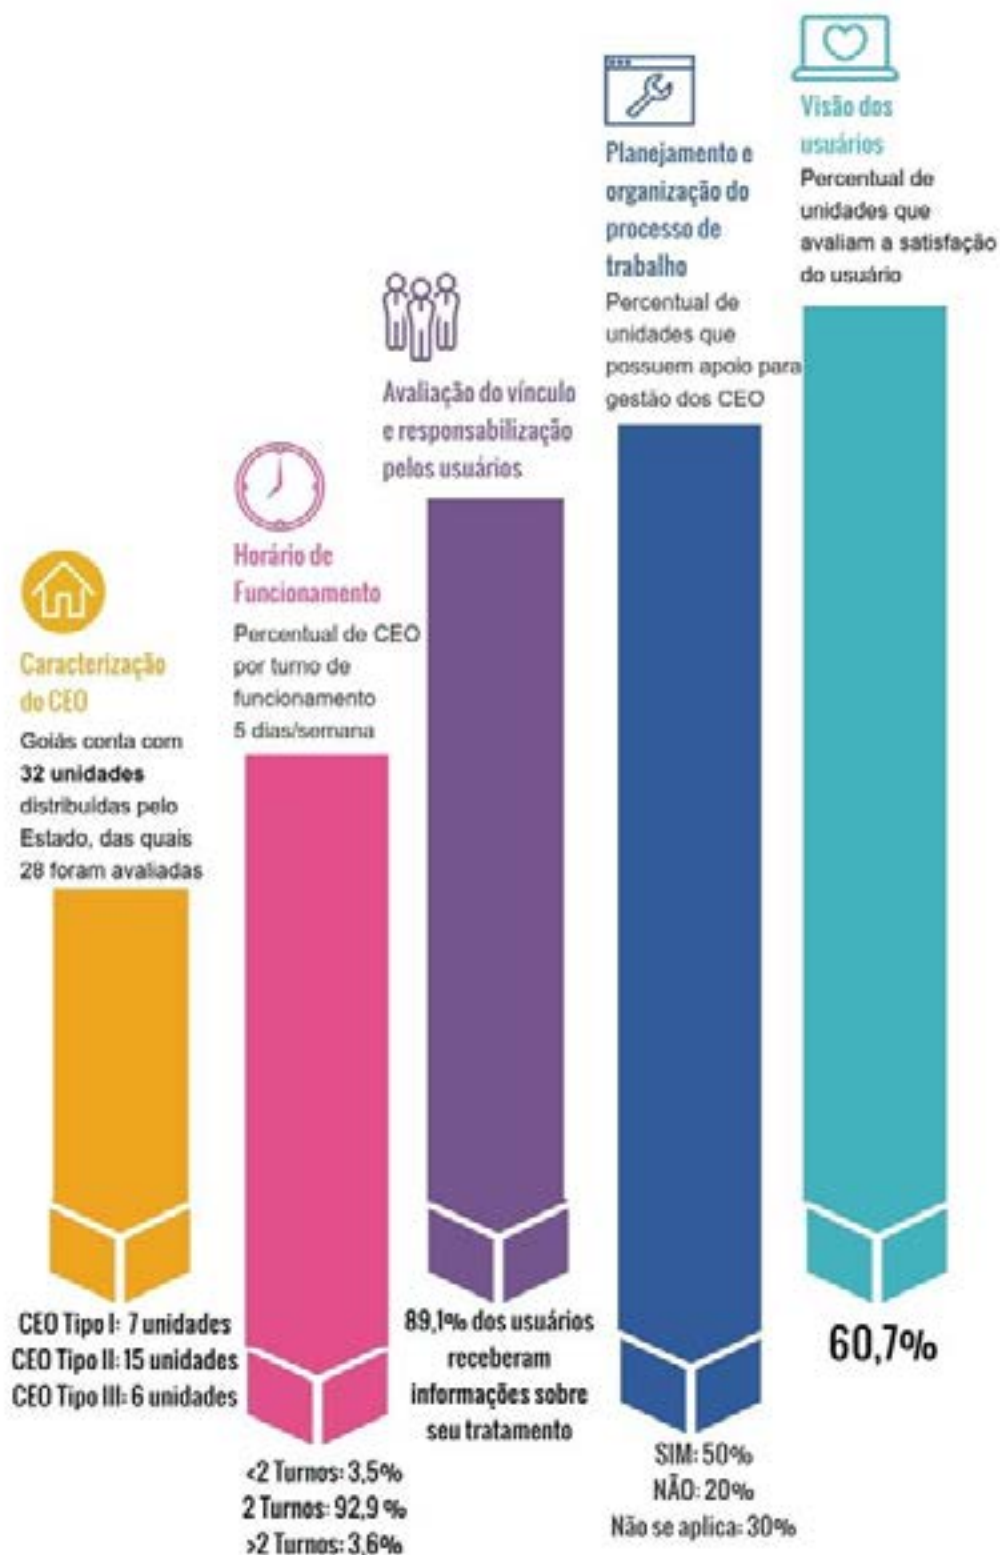 Caracterização
do CEO
Goiás conta com
32 unidades
distribuídas pelo
Estado, das quais
28 foram avaliadas
CEO Tipo I: 7 unidades
CEO Tipo II: 15 unidades
CEO Tipo III: 6 unidades
Horário de
Funcionamento
Percentual de CEO
por turno de
funcionamento
5 dias/semana
<2 Turnos: 3,5%
2 Turnos: 92,9 %
>2 Turnos: 3,6%
Avaliação do vínculo
e responsabilização
pelos usuários
89,1% dos usuários
receberam
informações sobre
seu tratamento
Planejamento e
organização do
processo de
trabalho
Percentual de
unidades que
possuem apoio para
gestão dos CEO
SIM: 50%
NÃO: 20%
Não se aplica: 30%
Visão dos
usuários
Percentual de
unidades que
avaliam a satisfação
do usuário
60,7%